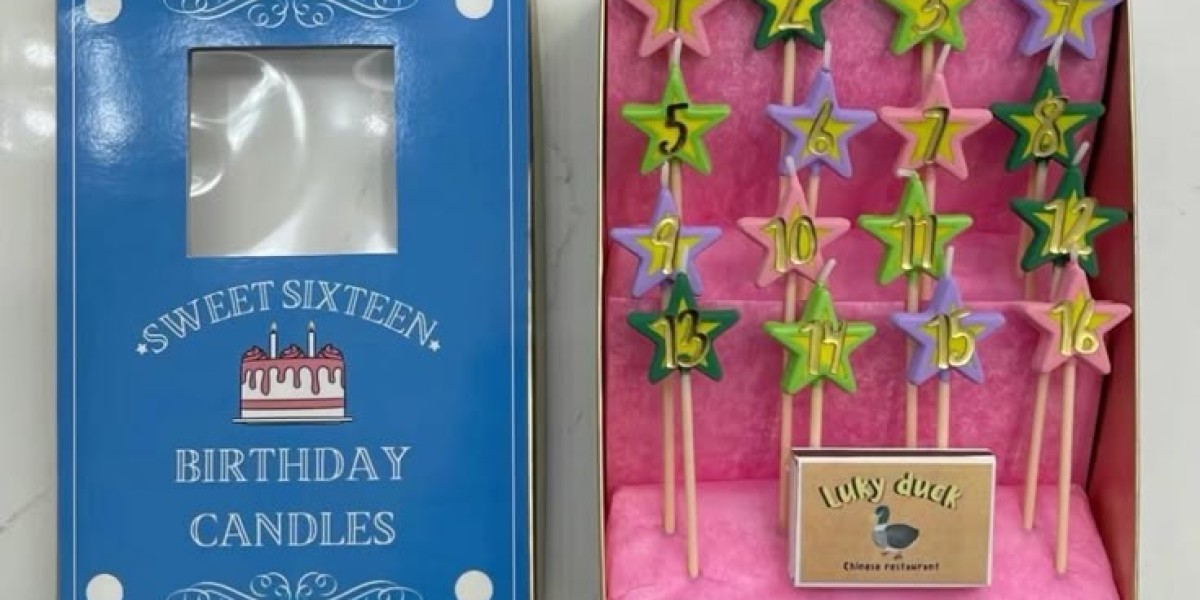 SWEET SIXTEEN
BIRTHDAY
CANDLES
1 2 3 4
5 6 7 8
9 10 11 12
13 14 15 16
Luky duck
Chinese restaurant